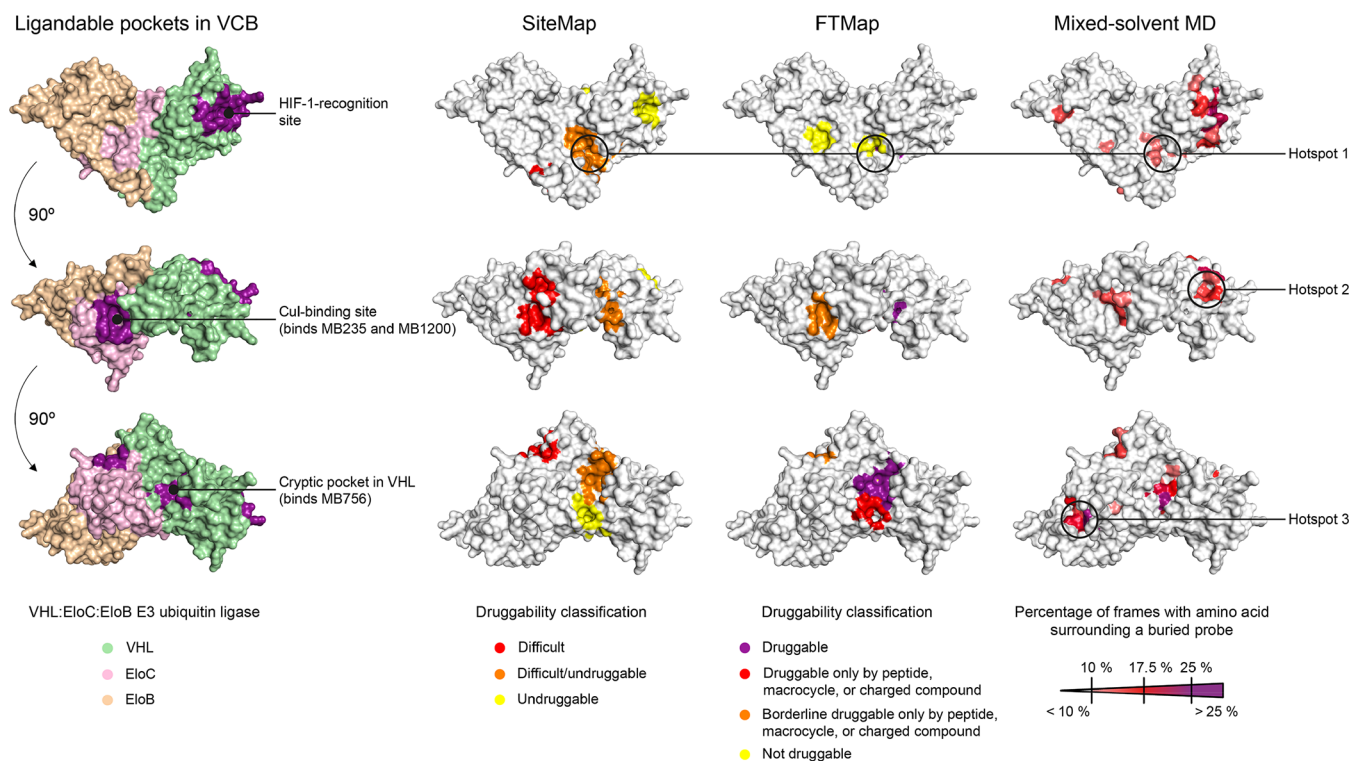 Ligandable pockets in VCB
SiteMap
FTMap
Mixed-solvent MD
HIF-1-recognition
site
Hotspot 1
90º
Cul-binding site
(binds MB235 and MB1200)
Hotspot 2
90º
Cryptic pocket in VHL
(binds MB756)
Hotspot 3
VHL:EloC:EloB E3 ubiquitin ligase
VHL
EloC
EloB
Druggability classification
Difficult
Difficult/undruggable
Undruggable
Druggability classification
Druggable
Druggable only by peptide,
macrocycle, or charged compound
Borderline druggable only by peptide,
macrocycle, or charged compound
Not druggable
Percentage of frames with amino acid
surrounding a buried probe
10 % 17.5 % 25 %
< 10 % > 25 %